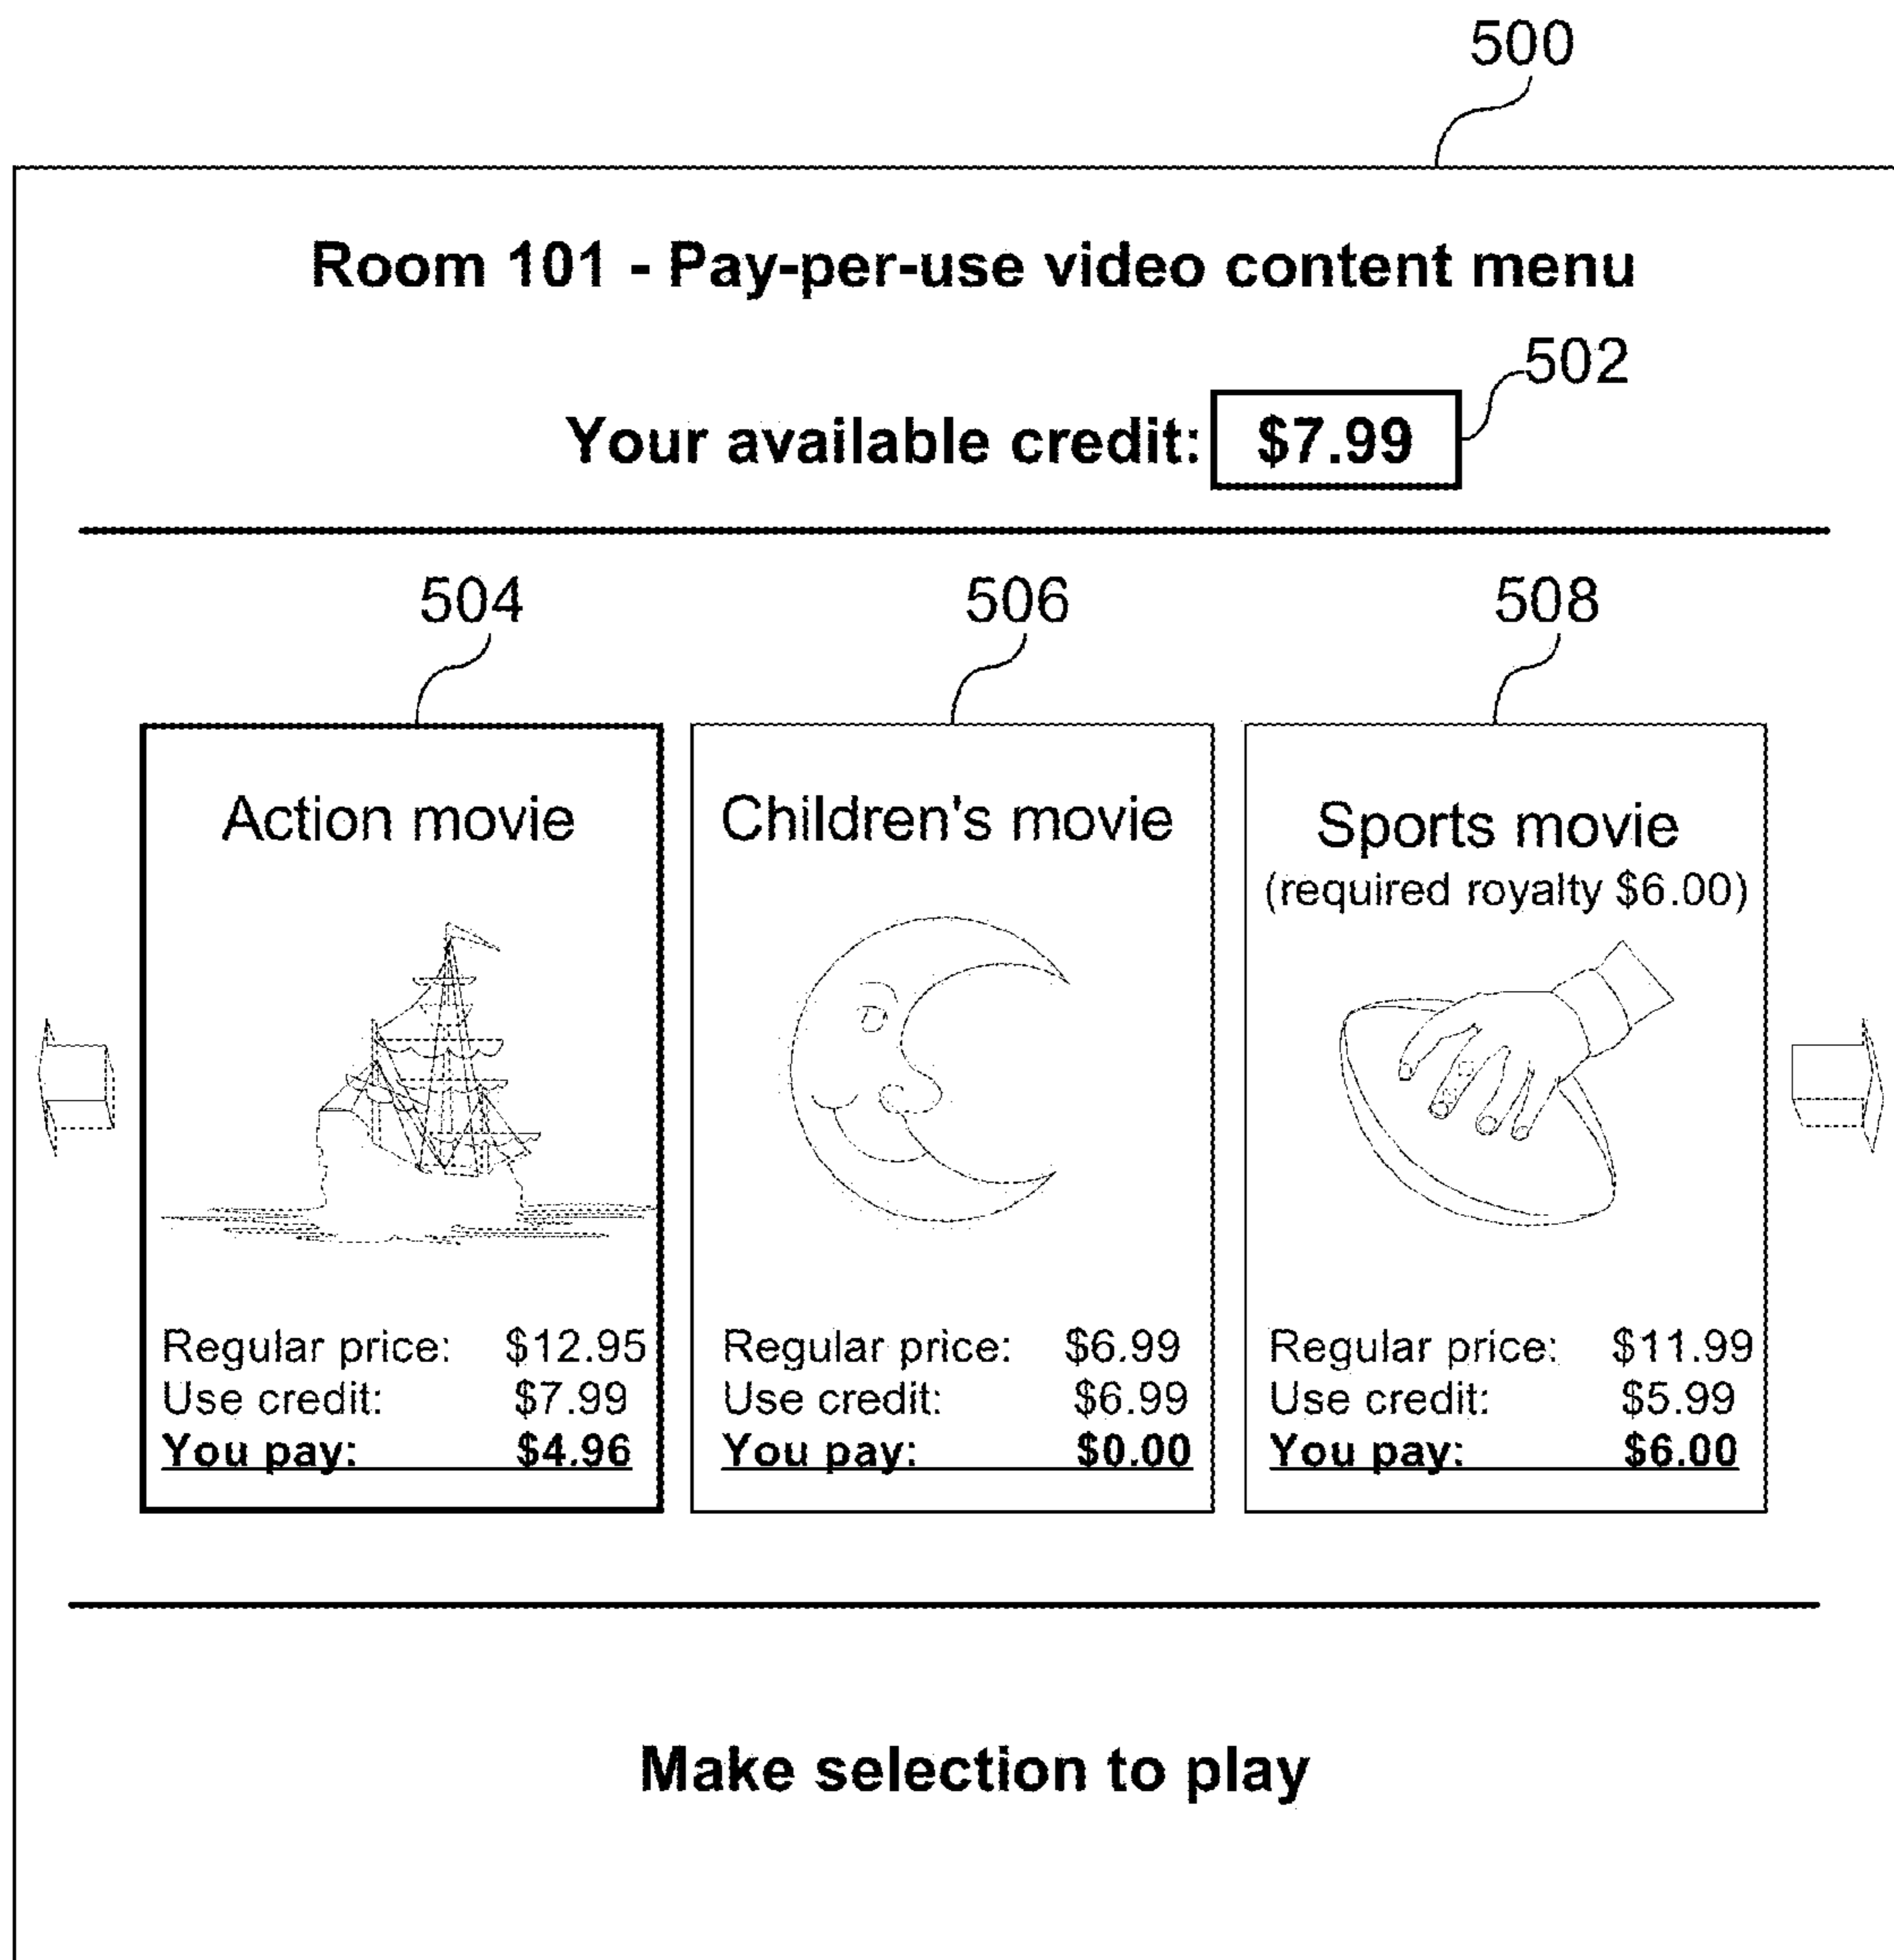 500
Room 101 - Pay-per-use video content menu
502
Your available credit: $7.99
504 506 508
Action movie
Regular price: $12.95
Use credit: $7.99
You pay: $4.96
Children's movie
Regular price: $6.99
Use credit: $6.99
You pay: $0.00
Sports movie
(required royalty $6.00)
Regular price: $11.99
Use credit: $5.99
You pay: $6.00
Make selection to play